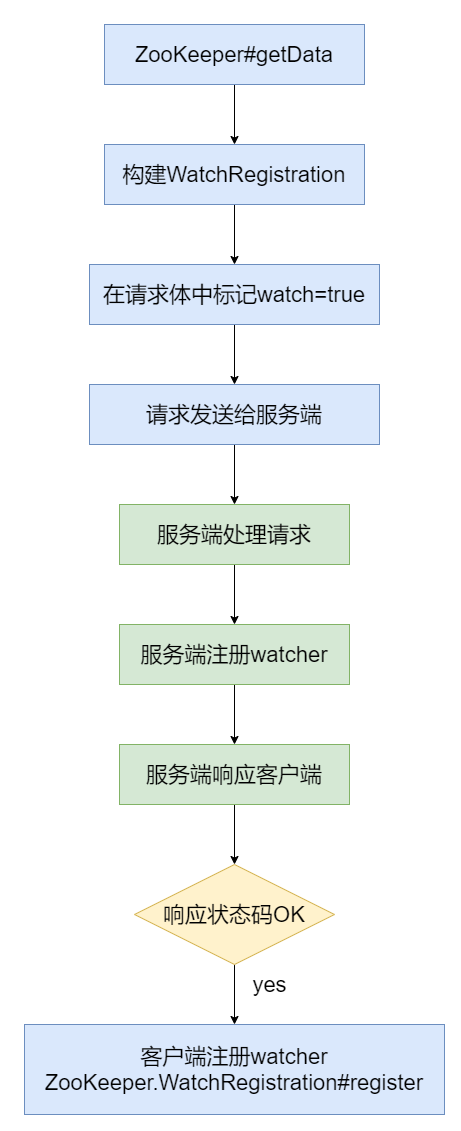 ZooKeeper#getData
构建WatchRegistration
在请求体中标记watch=true
请求发送给服务端
服务端处理请求
服务端注册watcher
服务端响应客户端
响应状态码OK
yes
客户端注册watcher
ZooKeeper.WatchRegistration#register